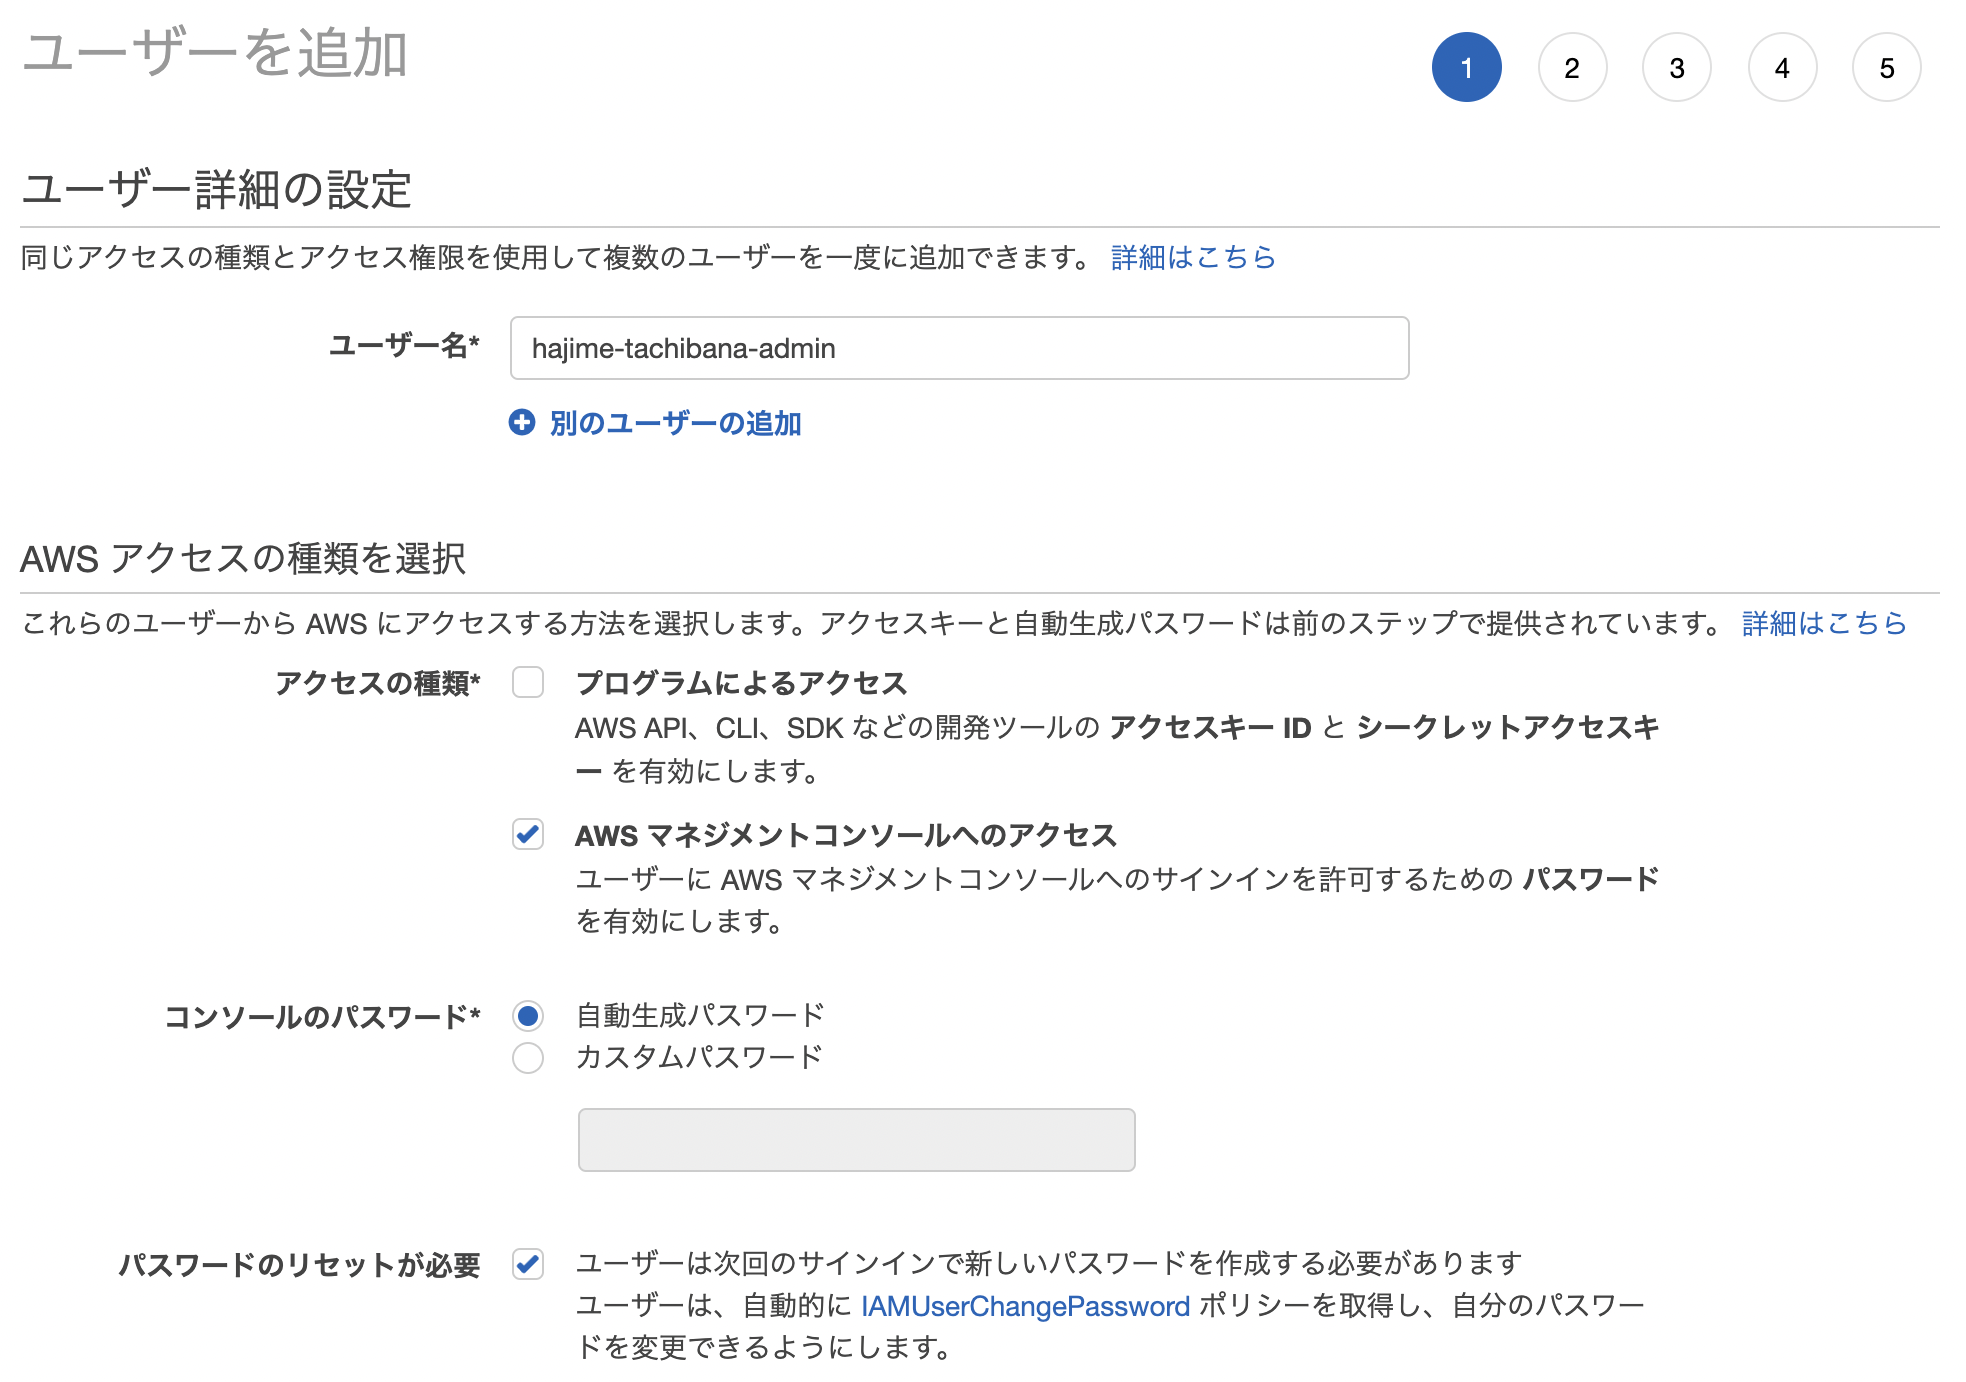 ユーザーを追加
1 2 3 4 5
ユーザー詳細の設定
同じアクセスの種類とアクセス権限を使用して複数のユーザーを一度に追加できます。 詳細はこちら
ユーザー名* hajime-tachibana-admin
別のユーザーの追加
AWS アクセスの種類を選択
これらのユーザーから AWS にアクセスする方法を選択します。アクセスキーと自動生成パスワードは前のステップで提供されています。 詳細はこちら
アクセスの種類* プログラムによるアクセス
AWS API、CLI、SDK などの開発ツールの アクセスキー ID と シークレットアクセスキ
ー を有効にします。
AWS マネジメントコンソールへのアクセス
ユーザーに AWS マネジメントコンソールへのサインインを許可するための パスワード
を有効にします。
コンソールのパスワード* 自動生成パスワード
カスタムパスワード
パスワードのリセットが必要 ユーザーは次回のサインインで新しいパスワードを作成する必要があります
ユーザーは、自動的に IAMUserChangePassword ポリシーを取得し、自分のパスワー
ドを変更できるようにします。